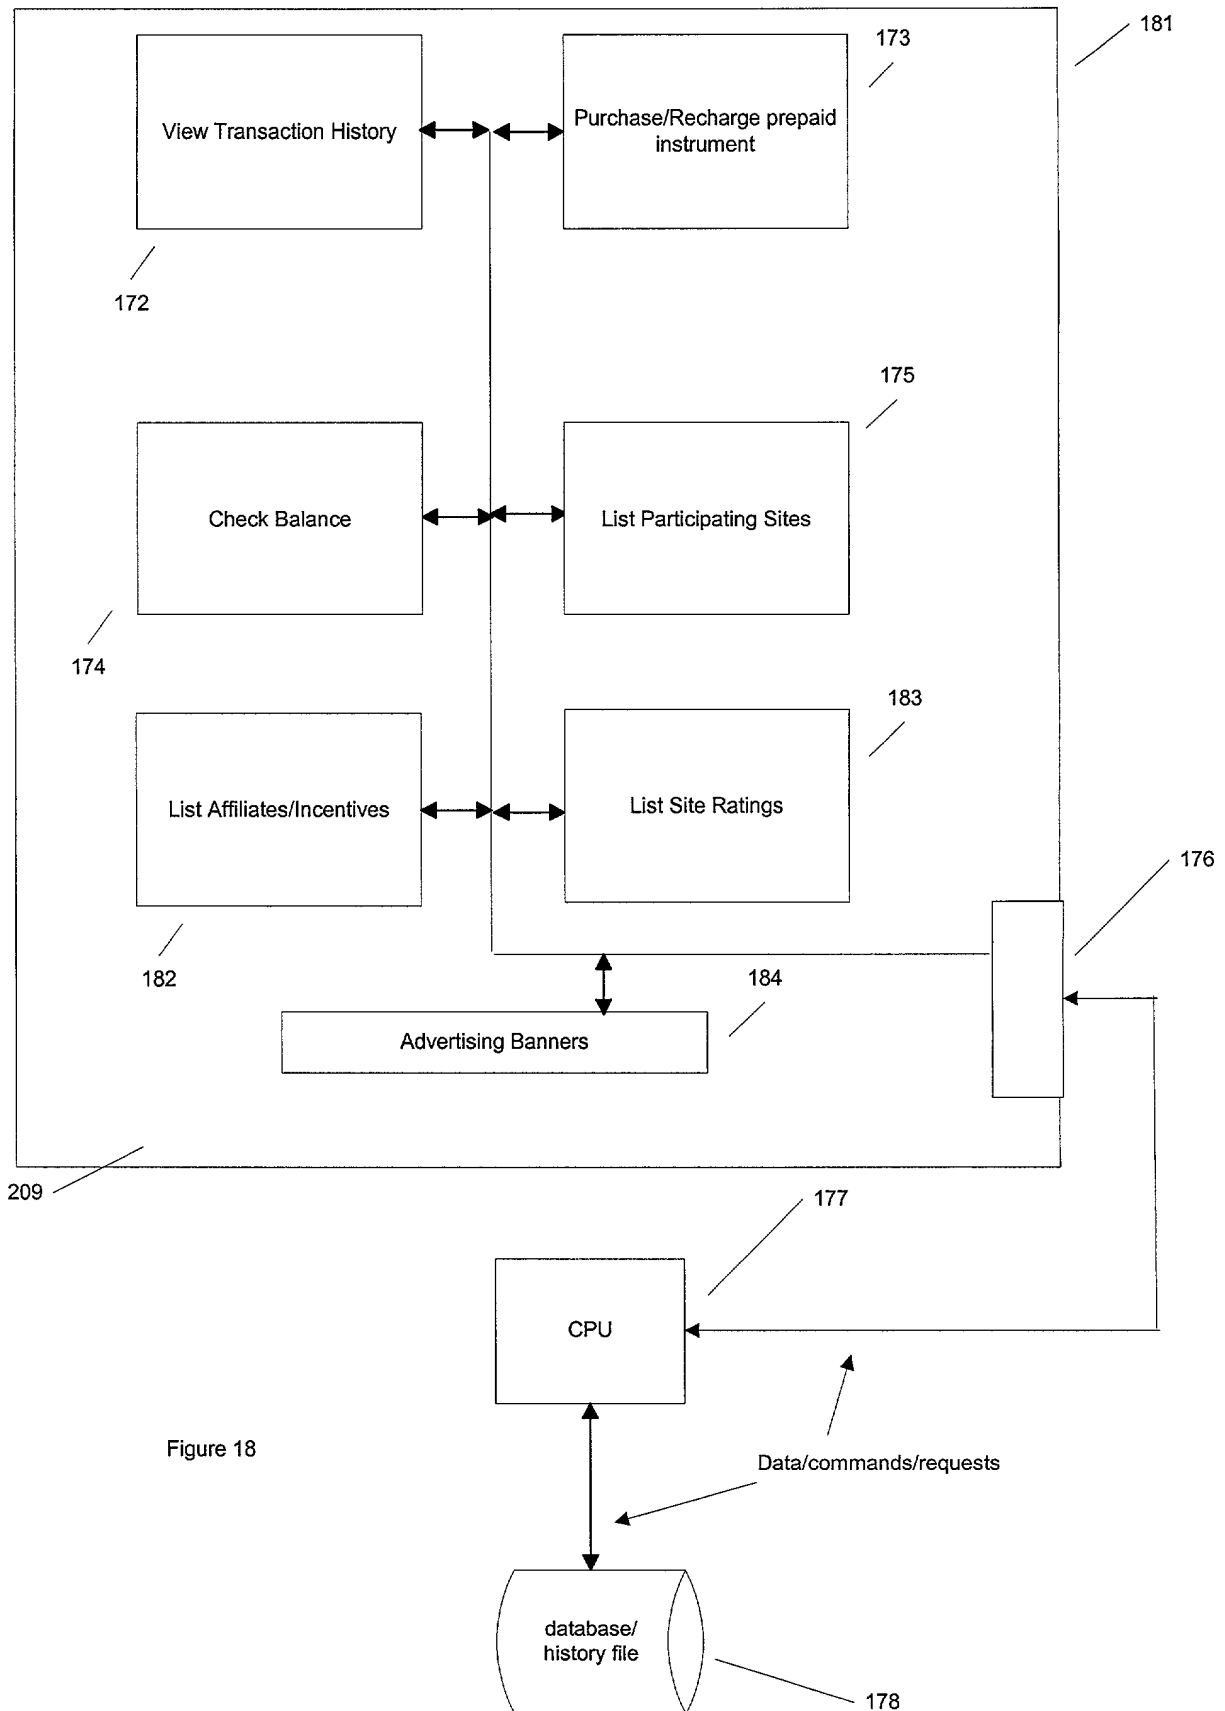 181
173
View Transaction History
Purchase/Recharge prepaid
instrument
172
175
Check Balance
List Participating Sites
174
183
List Affiliates/Incentives
List Site Ratings
176
182
184
Advertising Banners
209
177
CPU
Figure 18
Data/commands/requests
database/
history file
178